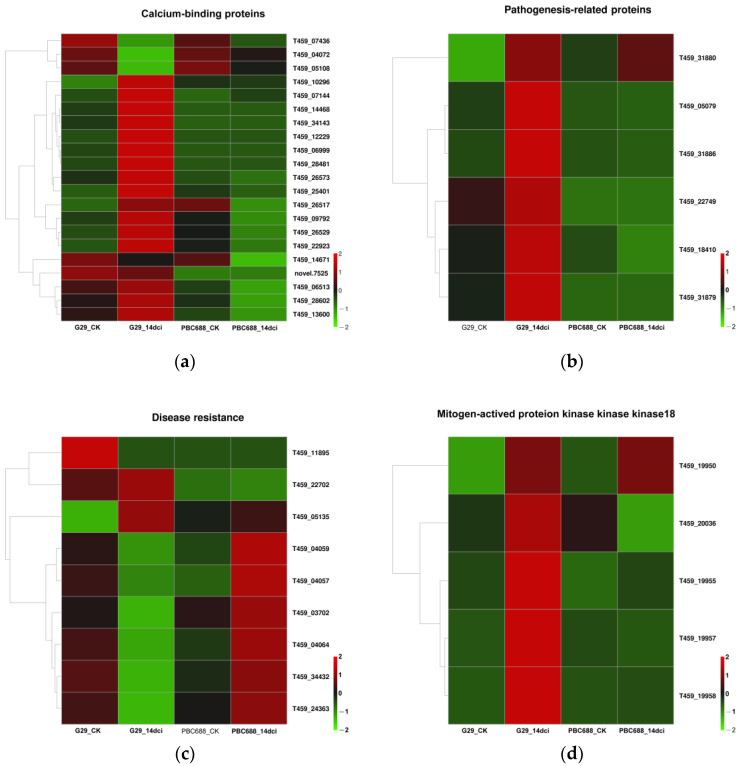 Calcium-binding proteins
T459_07436
T459_04072
T459_05108
T459_10296
T459_07144
T459_14468
T459_34143
T459_12229
T459_06999
T459_28481
T459_26573
T459_25401
T459_26517
T459_09792
T459_26529
T459_22923
T459_14671
novel.7525
T459_06513
T459_28602
T459_13600
2
1
0
−1
−2
G29_CK G29_14dci PBC688_CK PBC688_14dci
(a)
Pathogenesis-related proteins
T459_31880
T459_05079
T459_31886
T459_22749
T459_18410
T459_31879
2
1
0
−1
−2
G29_CK G29_14dci PBC688_CK PBC688_14dci
(b)
Disease resistance
T459_11895
T459_22702
T459_05135
T459_04059
T459_04057
T459_03702
T459_04064
T459_34432
T459_24363
2
1
0
−1
−2
G29_CK G29_14dci PBC688_CK PBC688_14dci
(c)
Mitogen-actived proteion kinase kinase kinase18
T459_19950
T459_20036
T459_19955
T459_19957
T459_19958
2
1
0
−1
−2
G29_CK G29_14dci PBC688_CK PBC688_14dci
(d)